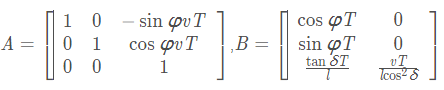 A = [ 1 0 − sin φvT ; 0 1 cos φvT ; 0 0 1 ] , B = [ cos φT 0 ; sin φT 0 ; tan δT / l vT / lcos² δ ]